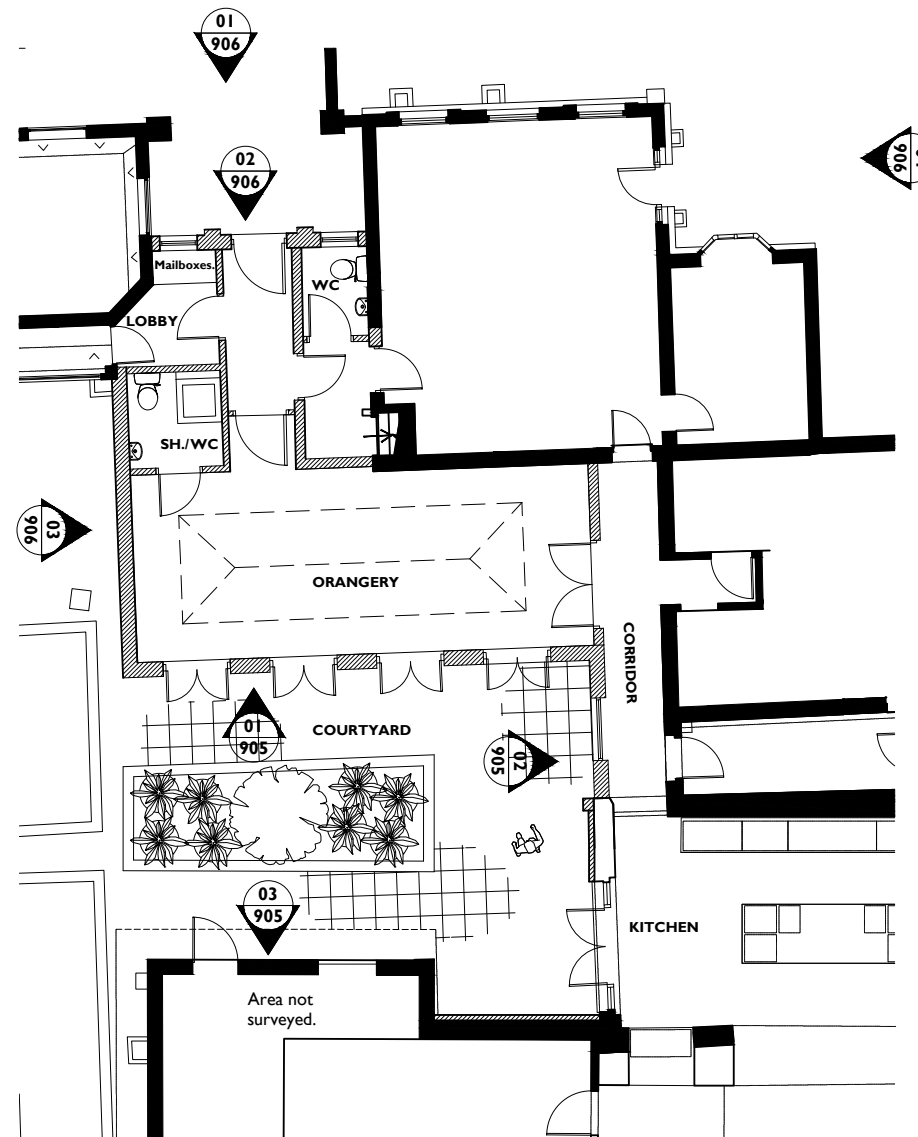 01
906
02
906
906
Mailboxes.
WC
LOBBY
SH./WC
03
906
ORANGERY
CORRIDOR
COURTYARD
01
905
02
905
03
905
KITCHEN
Area not
surveyed.